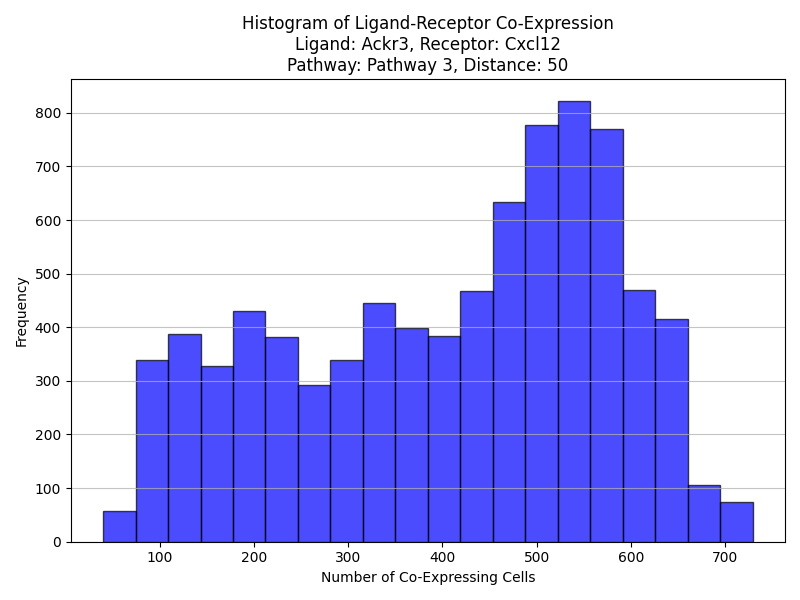 Histogram of Ligand-Receptor Co-Expression
Ligand: Ackr3, Receptor: Cxcl12
Pathway: Pathway 3, Distance: 50
800
700
600
500
400
300
200
100
0
Frequency
100 200 300 400 500 600 700
Number of Co-Expressing Cells